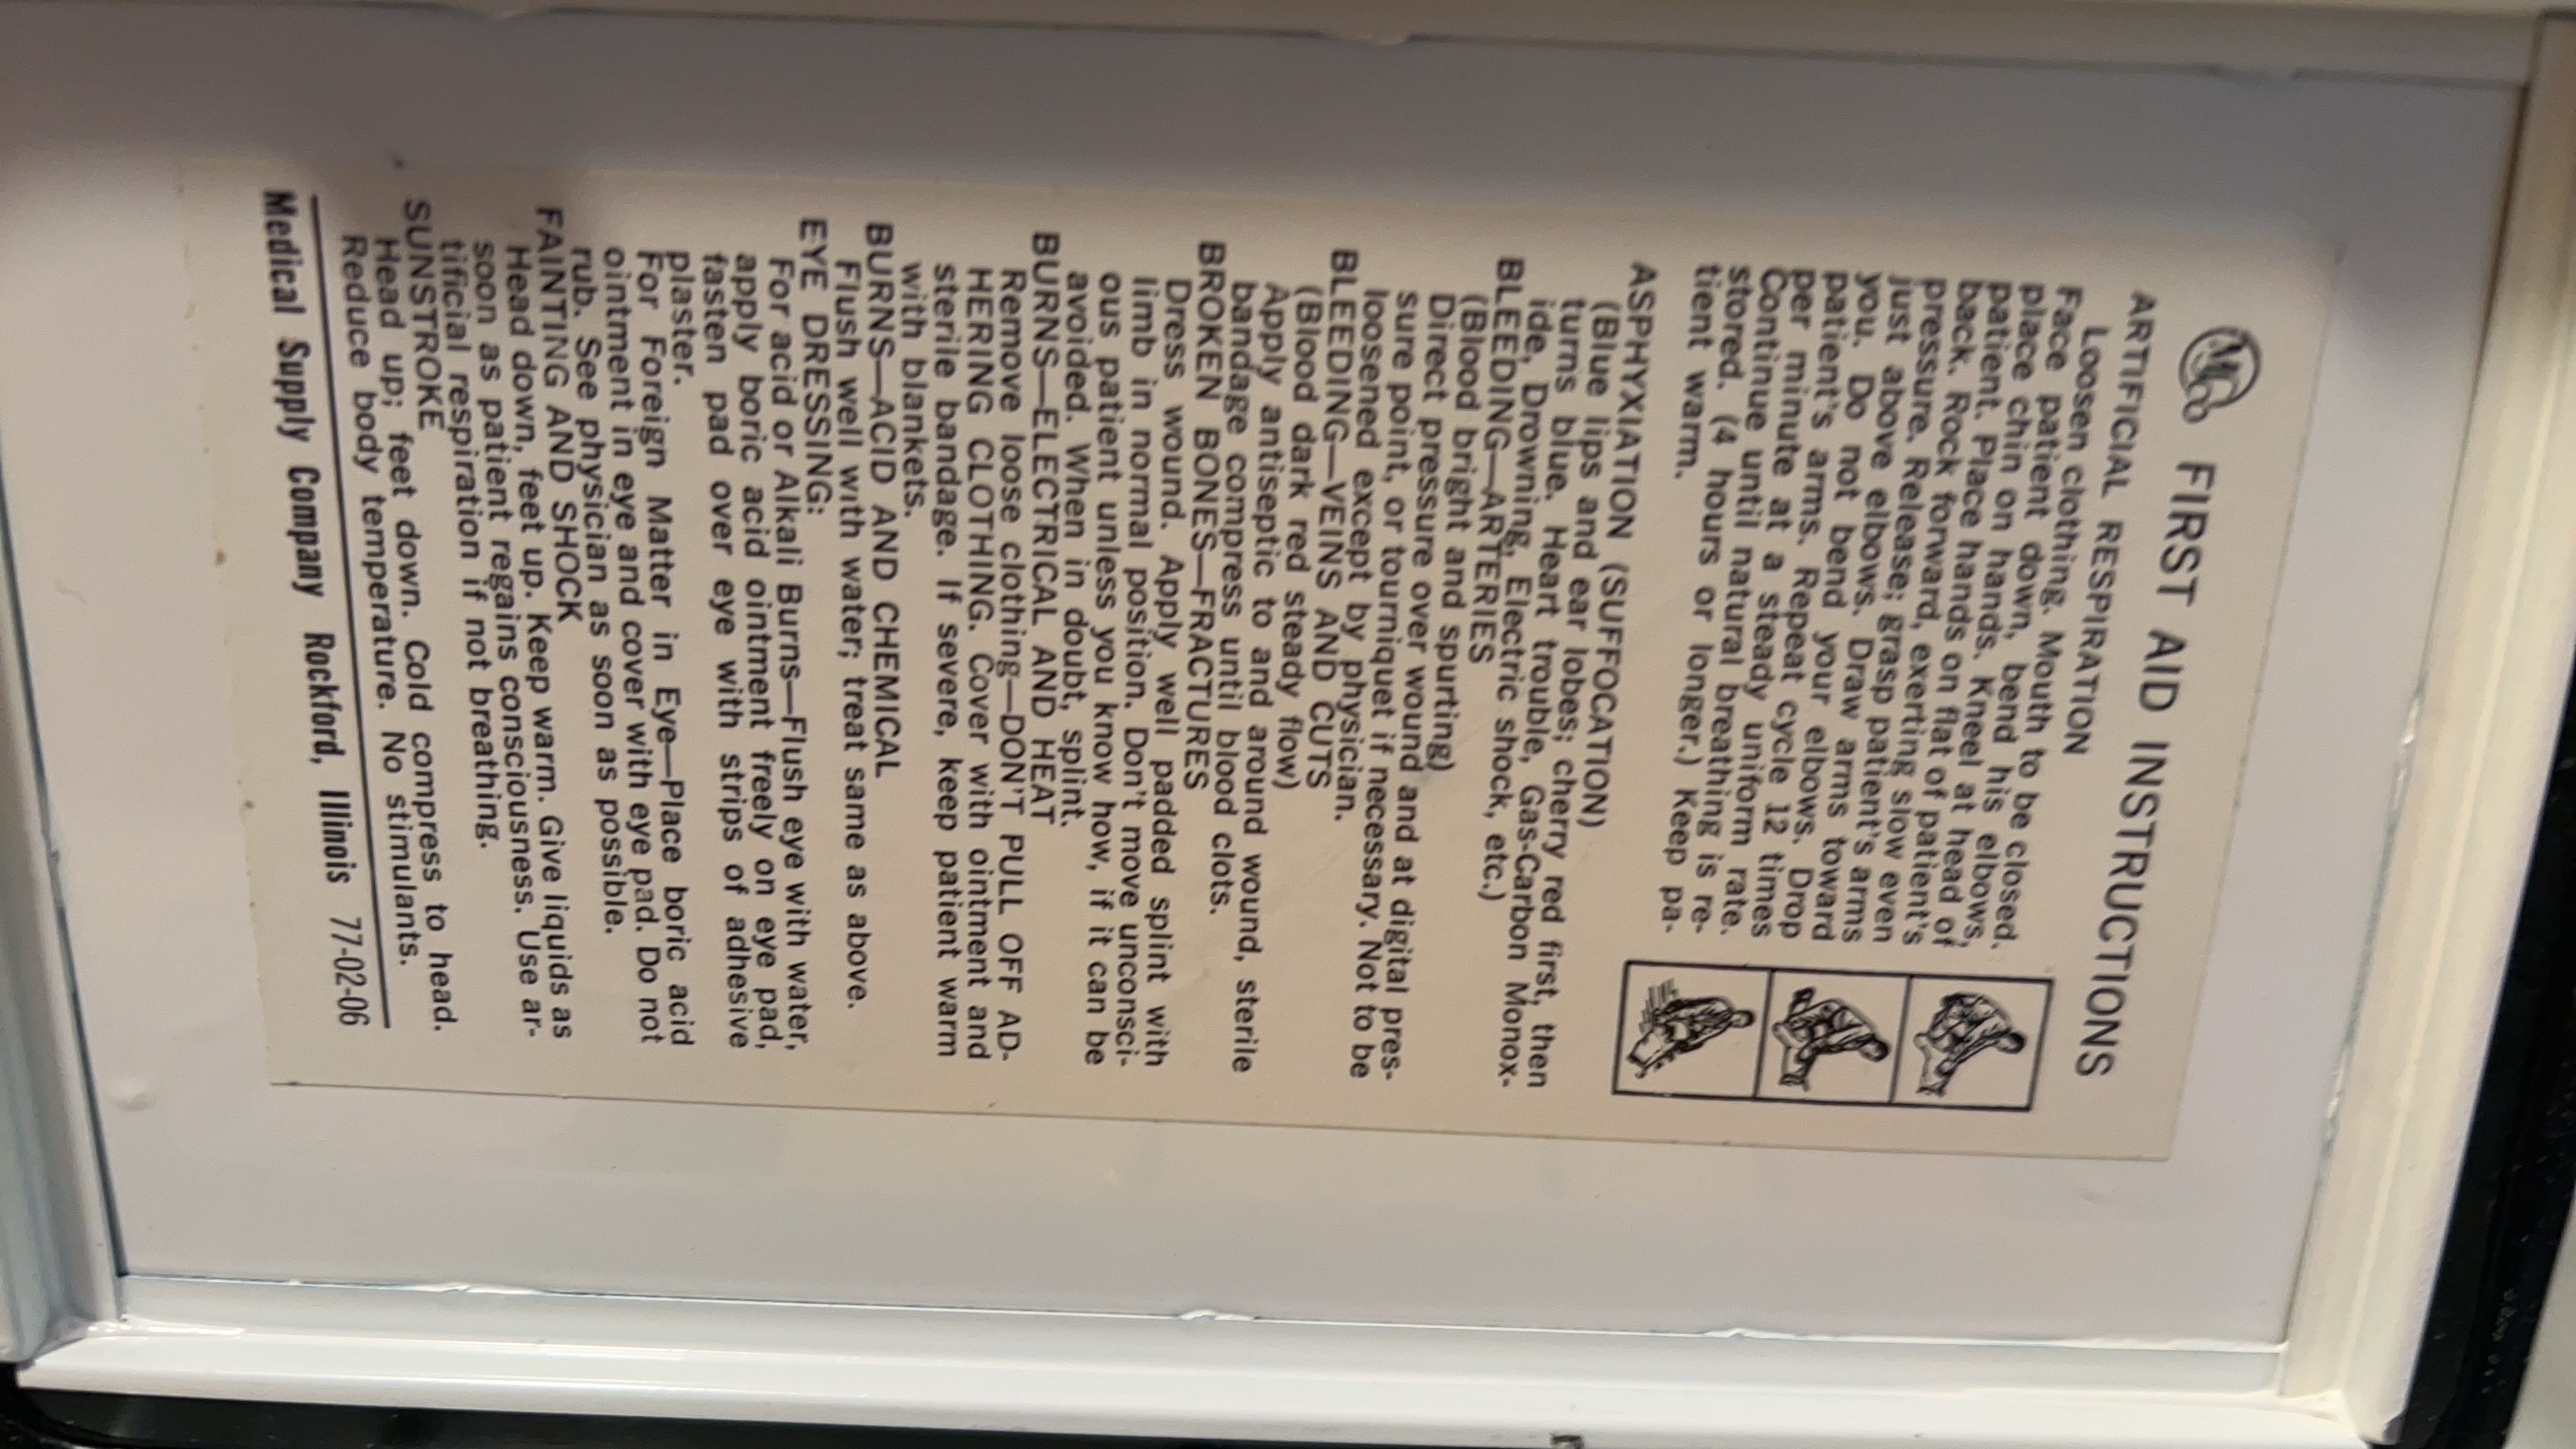 FIRST AID INSTRUCTIONS
ARTIFICIAL RESPIRATION
Loosen clothing. Mouth to be closed.
Face patient down, bend his elbows,
place chin on hands. Kneel at head of
patient. Place hands on flat of patient's
back. Rock forward, exerting slow even
pressure. Release; grasp patient's arms
just above elbows. Draw arms toward
you. Do not bend your elbows. Drop
patient's arms. Repeat cycle 12 times
per minute at a steady uniform rate.
Continue until natural breathing is re-
stored. (4 hours or longer.) Keep pa-
tient warm.
ASPHYXIATION (SUFFOCATION)
(Blue lips and ear lobes; cherry red first, then
turns blue. Heart trouble, Gas-Carbon Monox-
ide, Drowning, Electric shock, etc.)
BLEEDING—ARTERIES
(Blood bright and spurting)
Direct pressure over wound and at digital pres-
sure point, or tourniquet if necessary. Not to be
loosened except by physician.
BLEEDING—VEINS AND CUTS
(Blood dark red steady flow)
Apply antiseptic to and around wound, sterile
bandage compress until blood clots.
BROKEN BONES—FRACTURES
Dress wound. Apply well padded splint with
limb in normal position. Don't move unconsci-
ous patient unless you know how, if it can be
avoided. When in doubt, splint.
BURNS—ELECTRICAL AND HEAT
Remove loose clothing—DON'T PULL OFF AD-
HERING CLOTHING. Cover with ointment and
sterile bandage. If severe, keep patient warm
with blankets.
BURNS—ACID AND CHEMICAL
Flush well with water; treat same as above.
EYE DRESSING:
For acid or Alkali Burns—Flush eye with water,
apply boric acid ointment freely on eye pad,
fasten pad over eye with strips of adhesive
plaster.
For Foreign Matter in Eye—Place boric acid
ointment in eye and cover with eye pad. Do not
rub. See physician as soon as possible.
FAINTING AND SHOCK
Head down, feet up. Keep warm. Give liquids as
soon as patient regains consciousness. Use ar-
tificial respiration if not breathing.
SUNSTROKE
Head up; feet down. Cold compress to head.
Reduce body temperature. No stimulants.
Medical Supply Company Rockford, Illinois 77-02-06